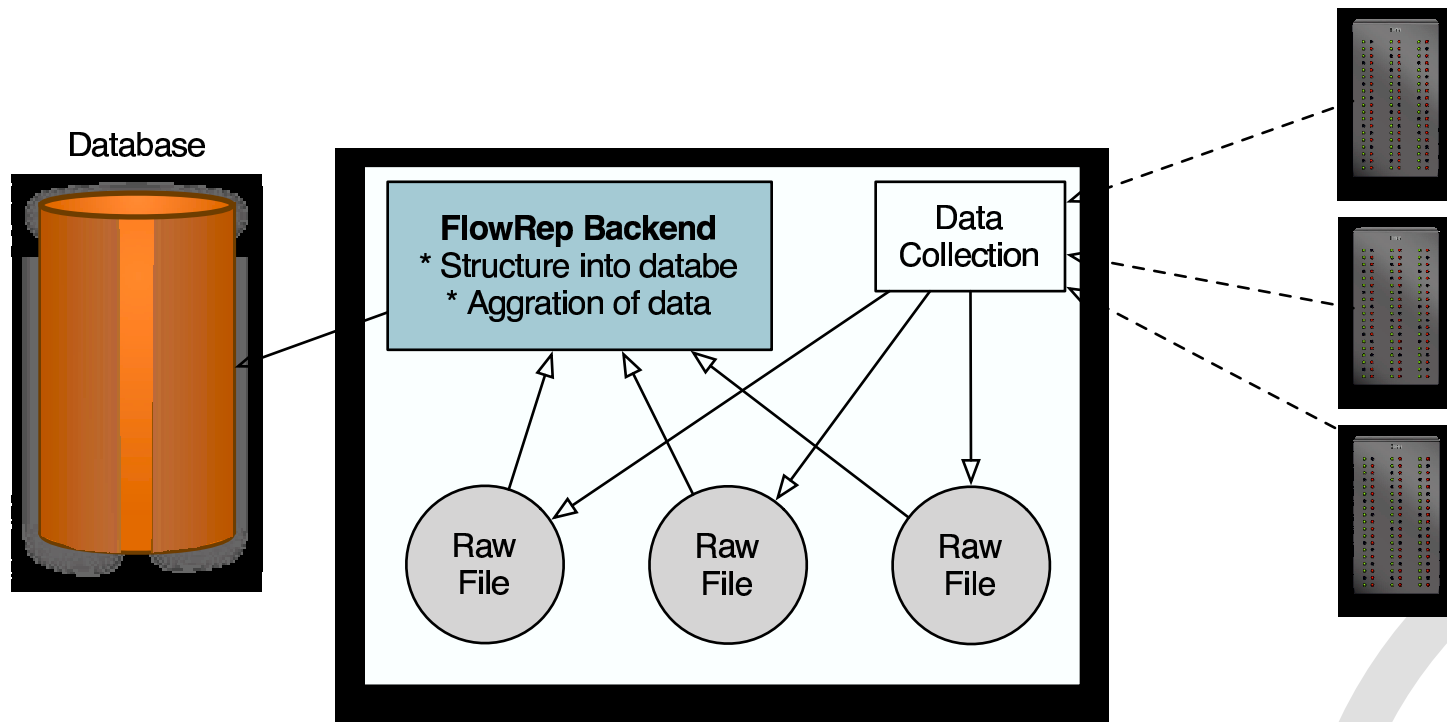 Database
FlowRep Backend
* Structure into databe
* Aggration of data
Data
Collection
Raw
File
Raw
File
Raw
File